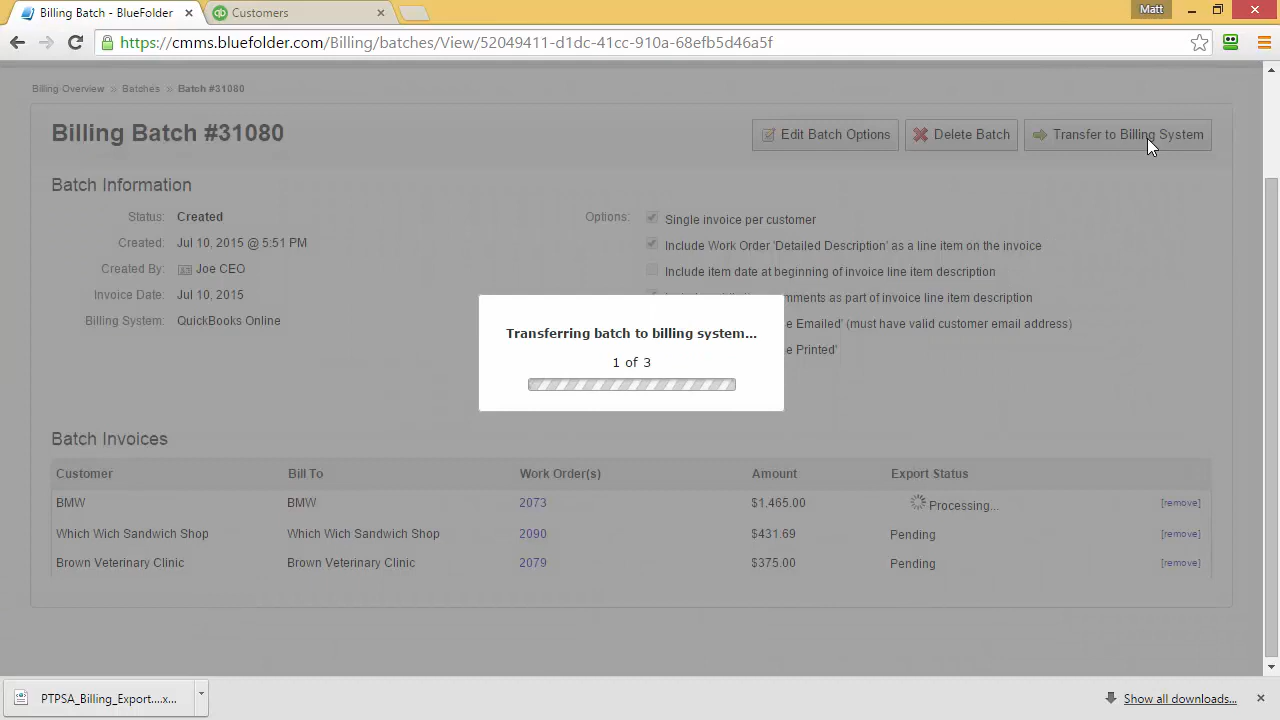 Billing Batch - BlueFolder
Customers
Matt
https://cmms.bluefolder.com/Billing/batches/View/52049411-d1dc-41cc-910a-68efb5d46a5f
Billing Overview » Batches » Batch #31080
Billing Batch #31080
Edit Batch Options
Delete Batch
Transfer to Billing System
Batch Information
Status: Created
Created: Jul 10, 2015 @ 5:51 PM
Created By: Joe CEO
Invoice Date: Jul 10, 2015
Billing System: QuickBooks Online
Options: Single invoice per customer
Include Work Order 'Detailed Description' as a line item on the invoice
Include item date at beginning of invoice line item description
comments as part of invoice line item description
Emailed' (must have valid customer email address)
Printed'
Transferring batch to billing system...
1 of 3
Batch Invoices
Customer Bill To Work Order(s) Amount Export Status
BMW BMW 2073 $1,465.00 Processing... [remove]
Which Wich Sandwich Shop Which Wich Sandwich Shop 2090 $431.69 Pending [remove]
Brown Veterinary Clinic Brown Veterinary Clinic 2079 $375.00 Pending [remove]
PTPSA_Billing_Export....x...
Show all downloads...